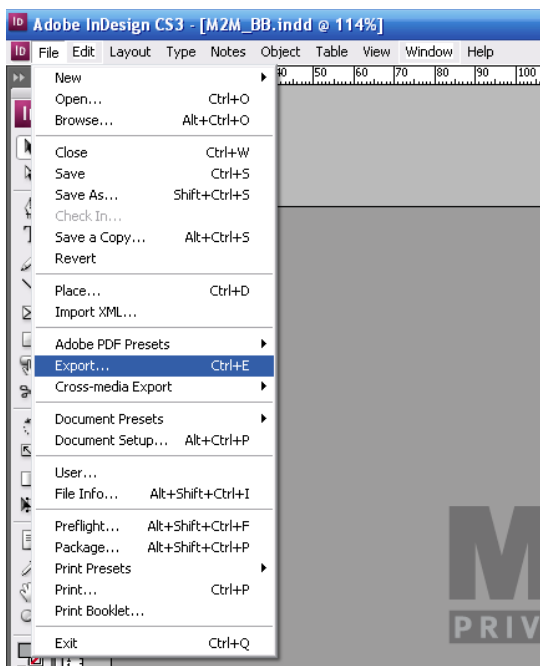 Adobe InDesign CS3 - [M2M_BB.indd @ 114%]
File Edit Layout Type Notes Object Table View Window Help
50 60 70 80 90 100
New
Open... Ctrl+O
Browse... Alt+Ctrl+O
Close Ctrl+W
Save Ctrl+S
Save As... Shift+Ctrl+S
Check In...
Save a Copy... Alt+Ctrl+S
Revert
Place... Ctrl+D
Import XML...
Adobe PDF Presets
Export... Ctrl+E
Cross-media Export
Document Presets
Document Setup... Alt+Ctrl+P
User...
File Info... Alt+Shift+Ctrl+I
Preflight... Alt+Shift+Ctrl+F
Package... Alt+Shift+Ctrl+P
Print Presets
Print... Ctrl+P
Print Booklet...
Exit Ctrl+Q
M
PRIV